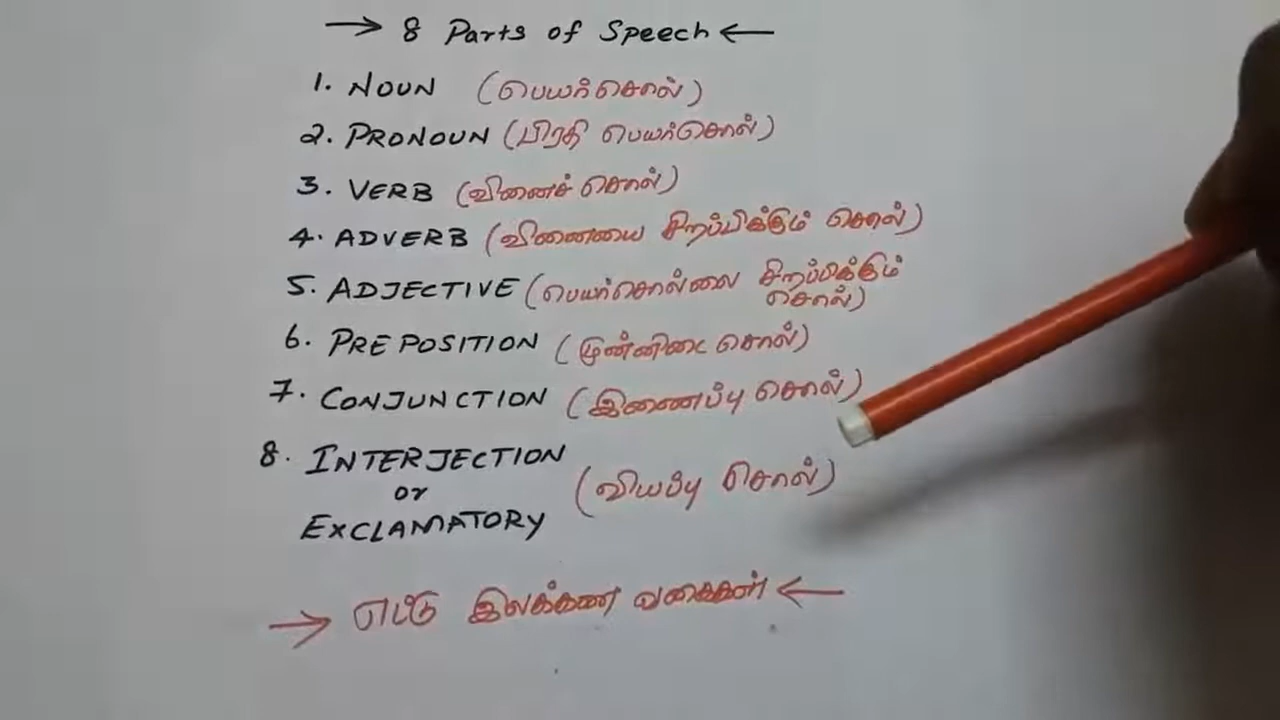 → 8 Parts of Speech ←
1. NOUN (பெயர்சொல்)
2. PRONOUN (பிரதி பெயர்சொல்)
3. VERB (வினைச் சொல்)
4. ADVERB (வினையை சிறப்பிக்கும் சொல்)
5. ADJECTIVE (பெயர்சொல்லை சிறப்பிக்கும்
சொல்)
6. PREPOSITION (முன்னிடை சொல்)
7. CONJUNCTION (இணைப்பு சொல்)
8. INTERJECTION
or
EXCLAMATORY (வியப்பு சொல்)
→ எட்டு இலக்கண வகைகள் ←